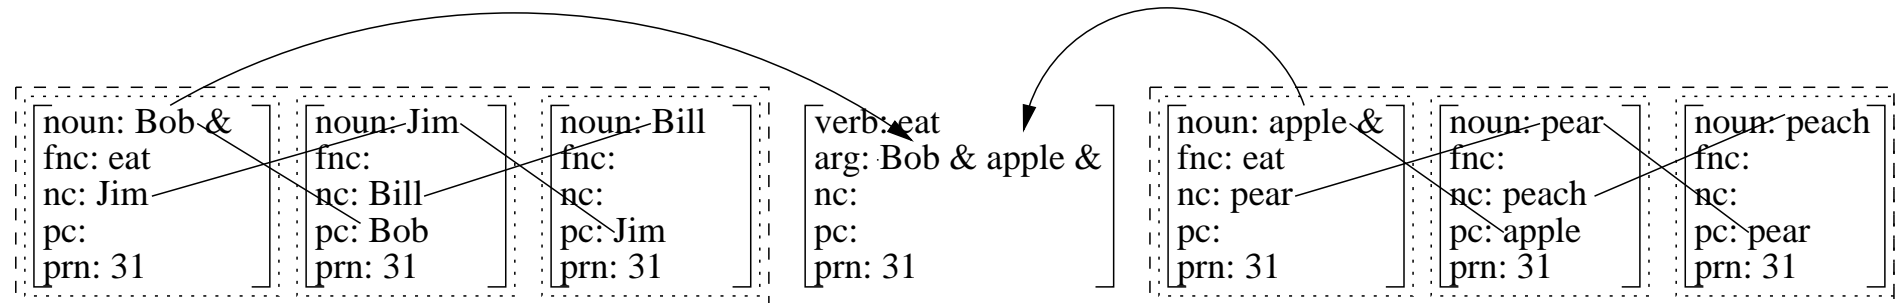 noun: Bob &
fnc: eat
nc: Jim
pc:
prn: 31
noun: Jim
fnc:
nc: Bill
pc: Bob
prn: 31
noun: Bill
fnc:
nc:
pc: Jim
prn: 31
verb: eat
arg: Bob & apple &
nc:
pc:
prn: 31
noun: apple &
fnc: eat
nc: pear
pc:
prn: 31
noun: pear
fnc:
nc: peach
pc: apple
prn: 31
noun: peach
fnc:
nc:
pc: pear
prn: 31